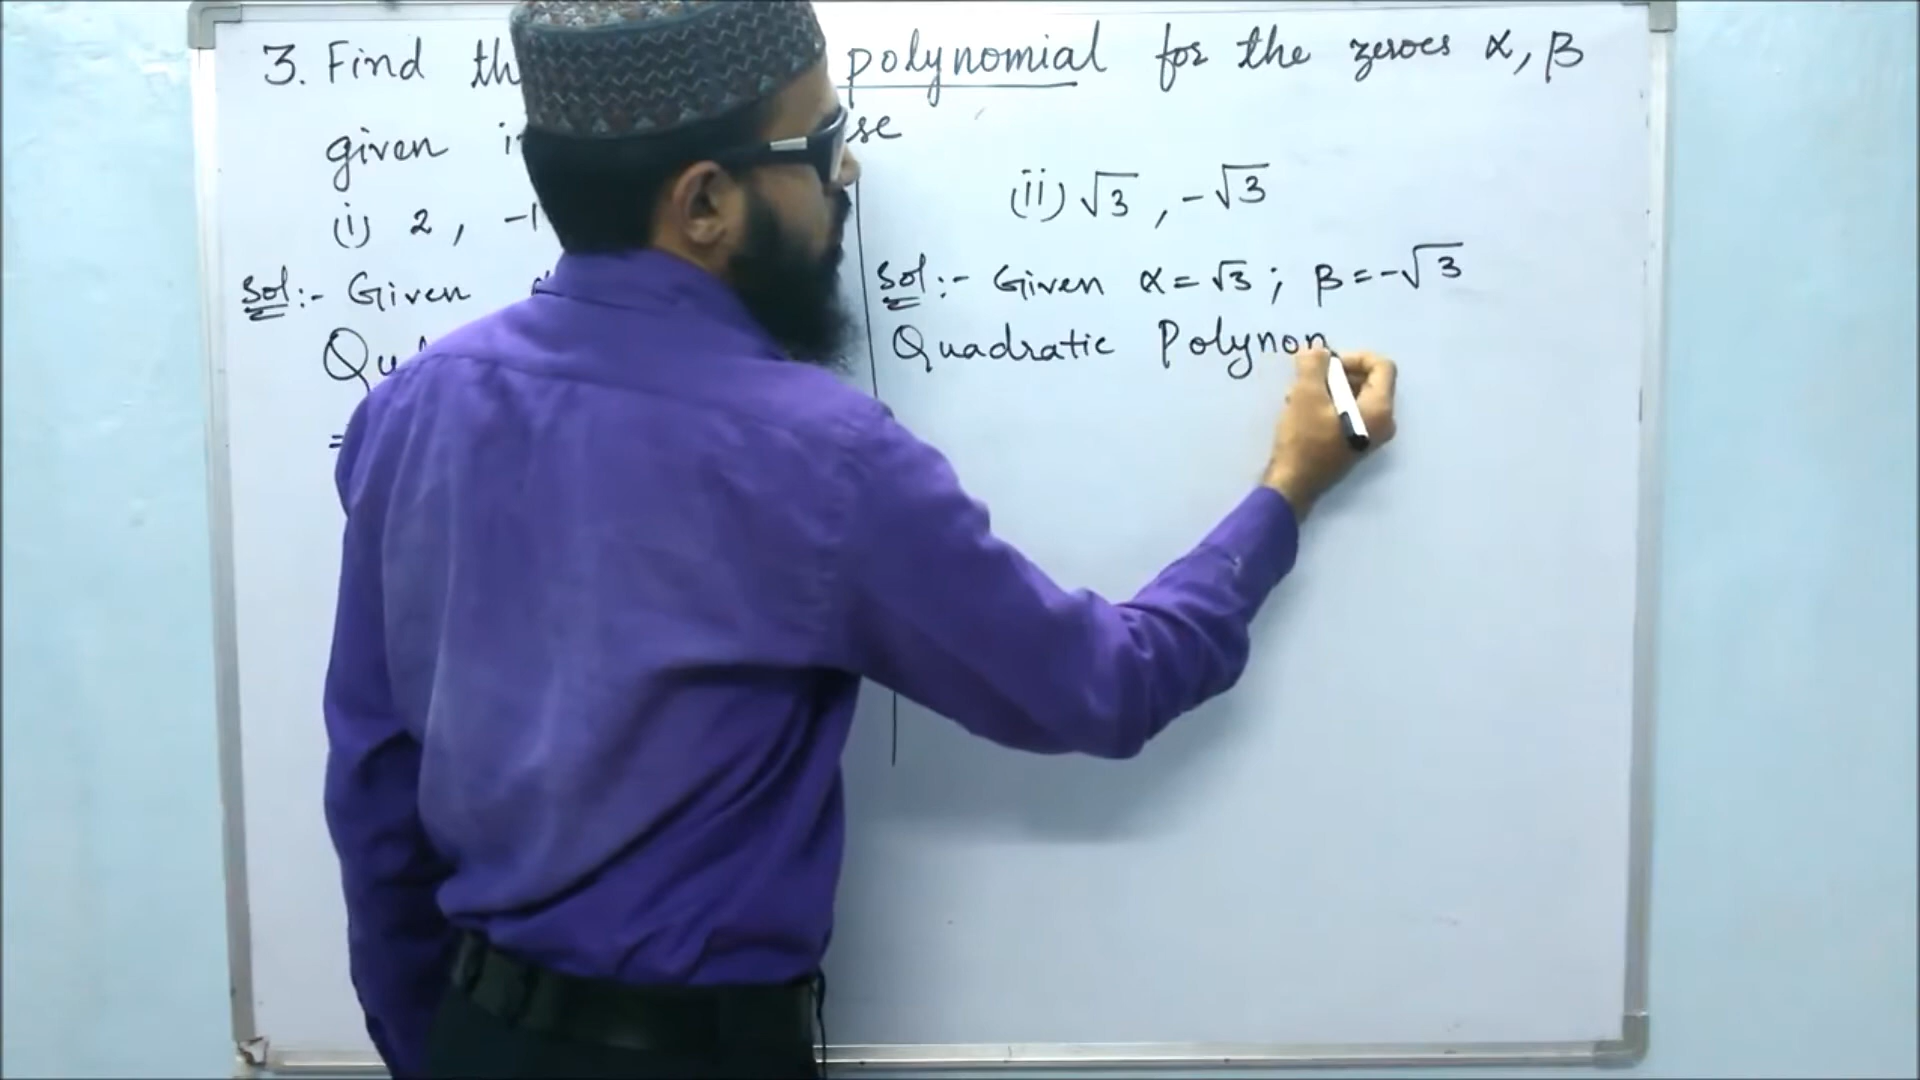 3. Find th polynomial for the zeroes α, β
given i se
(i) 2, -1
Sol:- Given
Qu
=
(ii) √3, -√3
Sol:- Given α = √3; β = -√3
Quadratic Polynom